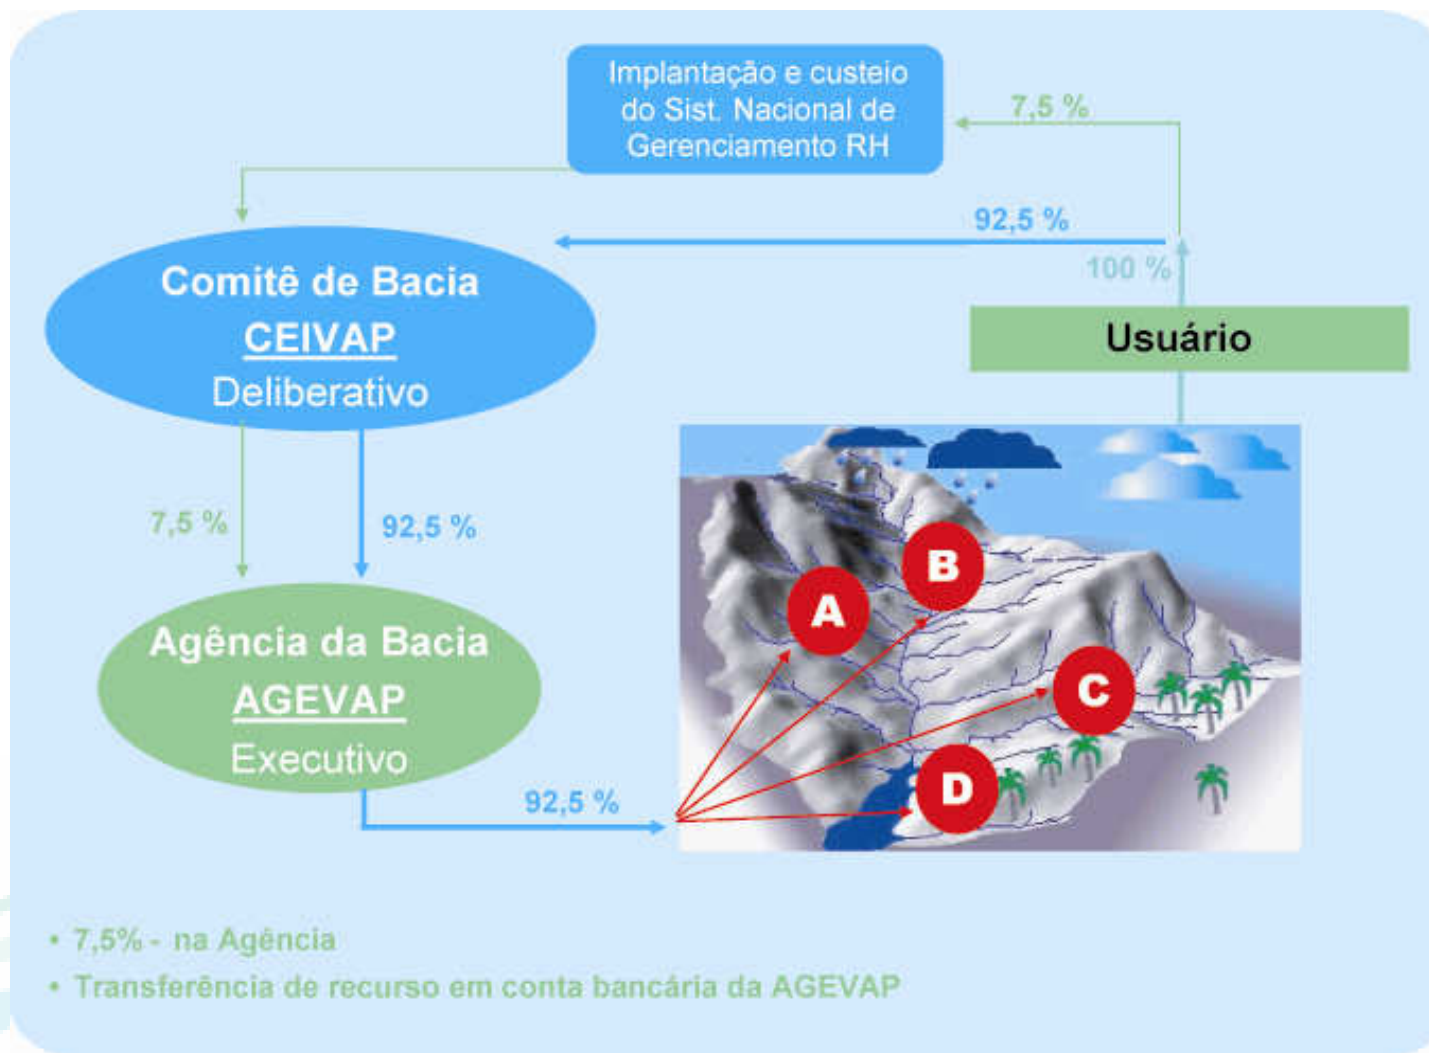 Implantação e custeio
do Sist. Nacional de
Gerenciamento RH
7,5 %
92,5 %
100 %
Comitê de Bacia
CEIVAP
Deliberativo
Usuário
7,5 %
92,5 %
Agência da Bacia
AGEVAP
Executivo
92,5 %
A
B
C
D
• 7,5% - na Agência
• Transferência de recurso em conta bancária da AGEVAP